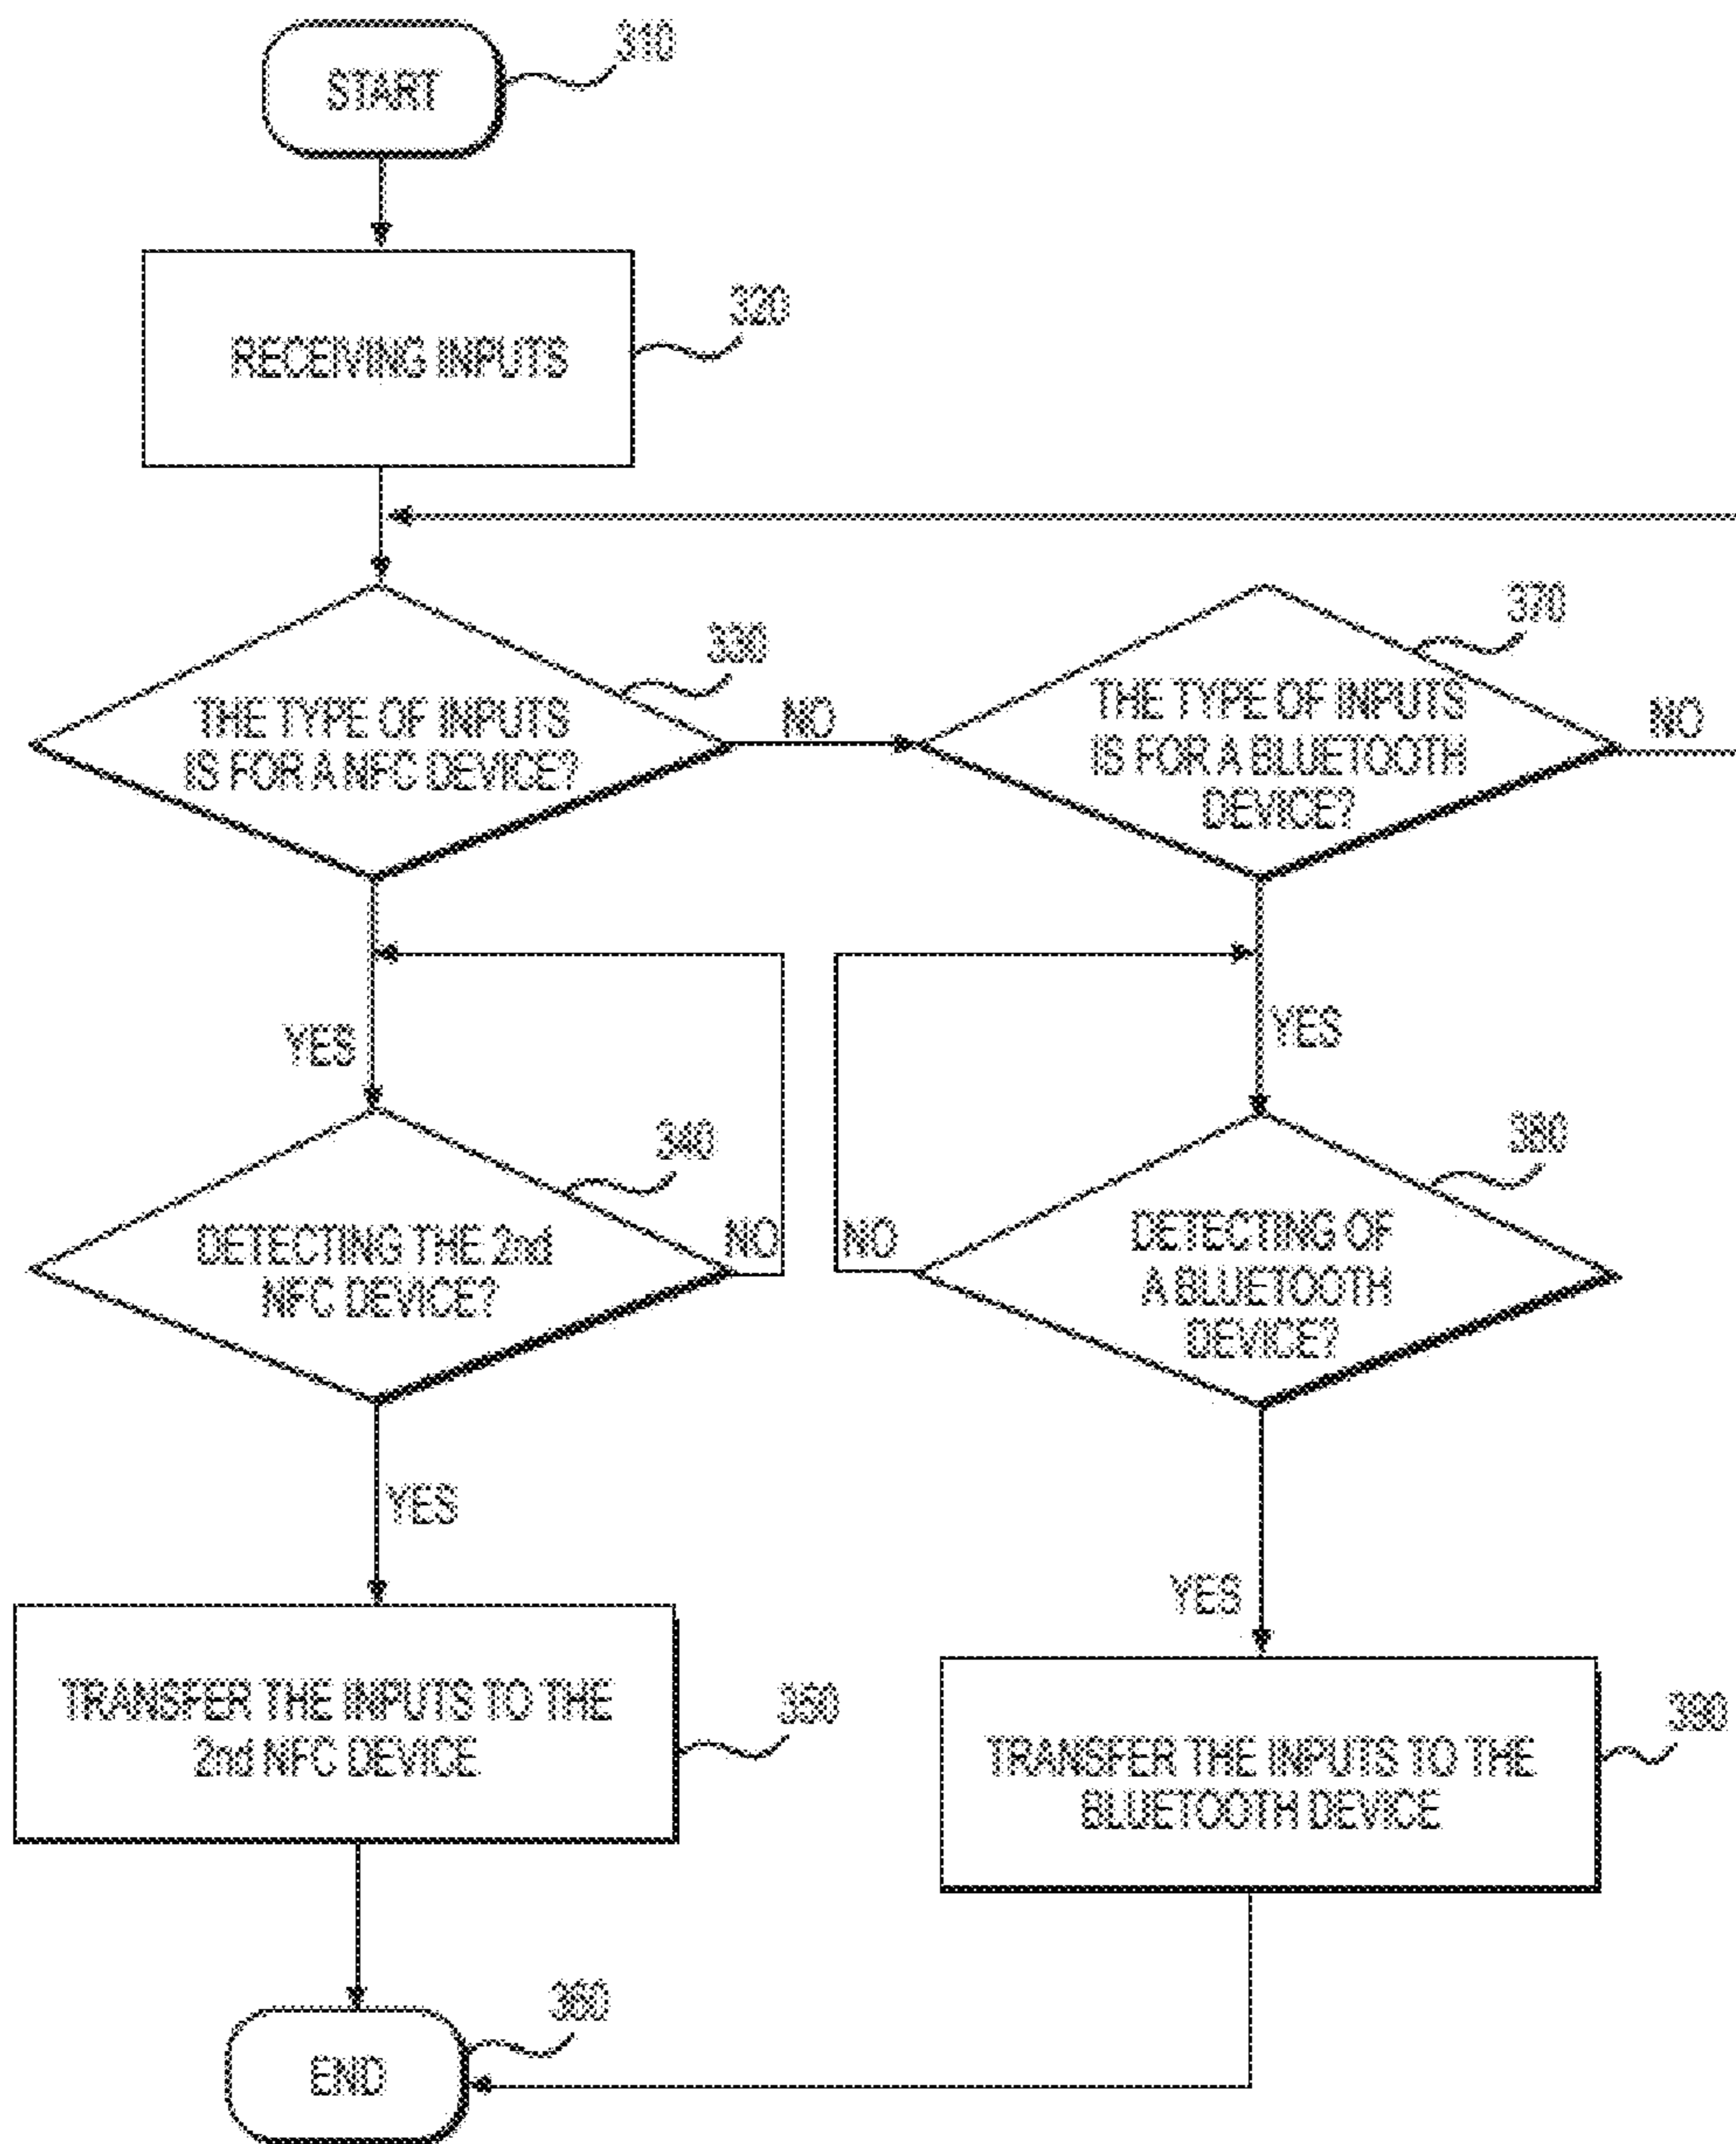 START
310
RECEIVING INPUTS
320
THE TYPE OF INPUTS
IS FOR A NFC DEVICE?
330
NO
THE TYPE OF INPUTS
IS FOR A BLUETOOTH
DEVICE?
370
NO
YES
YES
DETECTING THE 2nd
NFC DEVICE?
340
NO
NO
DETECTING OF
A BLUETOOTH
DEVICE?
380
YES
YES
TRANSFER THE INPUTS TO THE
2nd NFC DEVICE
350
TRANSFER THE INPUTS TO THE
BLUETOOTH DEVICE
390
END
360